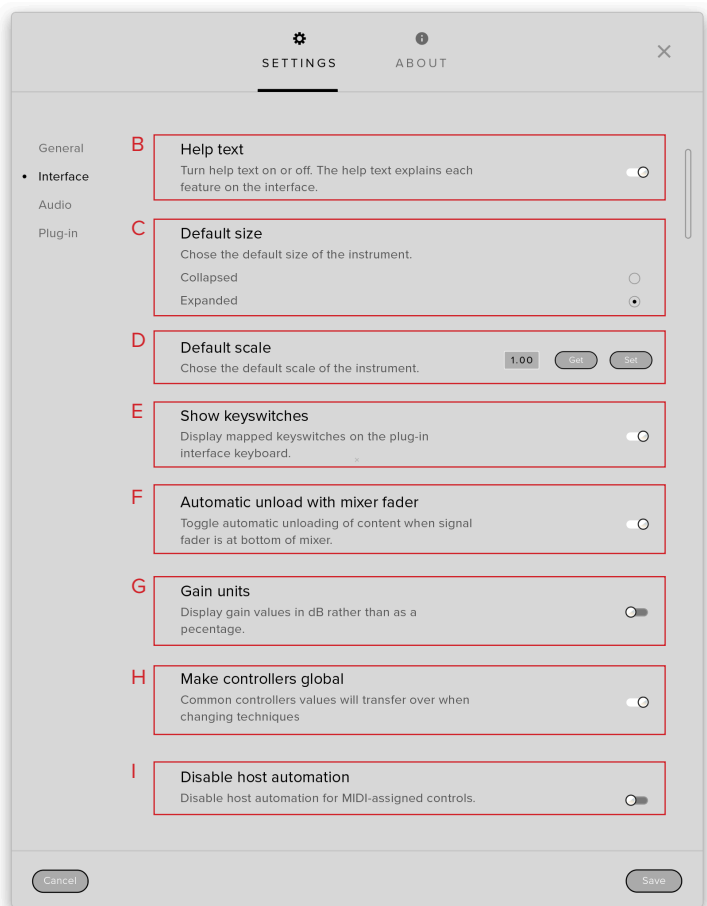 SETTINGS
ABOUT
General
Interface
Audio
Plug-in
B
Help text
Turn help text on or off. The help text explains each
feature on the interface.
C
Default size
Chose the default size of the instrument.
Collapsed
Expanded
D
Default scale
Chose the default scale of the instrument.
1.00
Get
Set
E
Show keyswitches
Display mapped keyswitches on the plug-in
interface keyboard.
F
Automatic unload with mixer fader
Toggle automatic unloading of content when signal
fader is at bottom of mixer.
G
Gain units
Display gain values in dB rather than as a
pecentage.
H
Make controllers global
Common controllers values will transfer over when
changing techniques
I
Disable host automation
Disable host automation for MIDI-assigned controls.
Cancel
Save